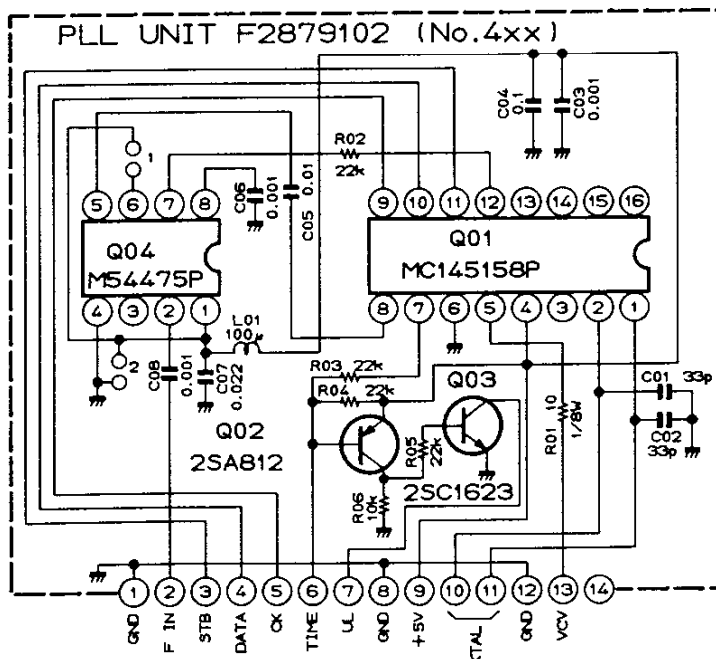 PLL UNIT F2879102 (No.4xx)
C04
0.1
C03
0.001
R02
22k
1
C06
0.001
0.01
C05
5 6 7 8
9 10 11 12 13 14 15 16
Q04
M54475P
Q01
MC145158P
4 3 2 1
8 7 6 5 4 3 2 1
L01
100μ
2
C08
0.001
C07
0.022
R03 22k
R04 22k
Q03
C01 33p
C02
33p
R01 10
1/8W
Q02
2SA812
R05
22k
2SC1623
R06
10k
1 2 3 4 5 6 7 8 9 10 11 12 13 14
GND
F IN
STB
DATA
CK
TIME
UL
GND
+5V
XTAL
GND
VCV